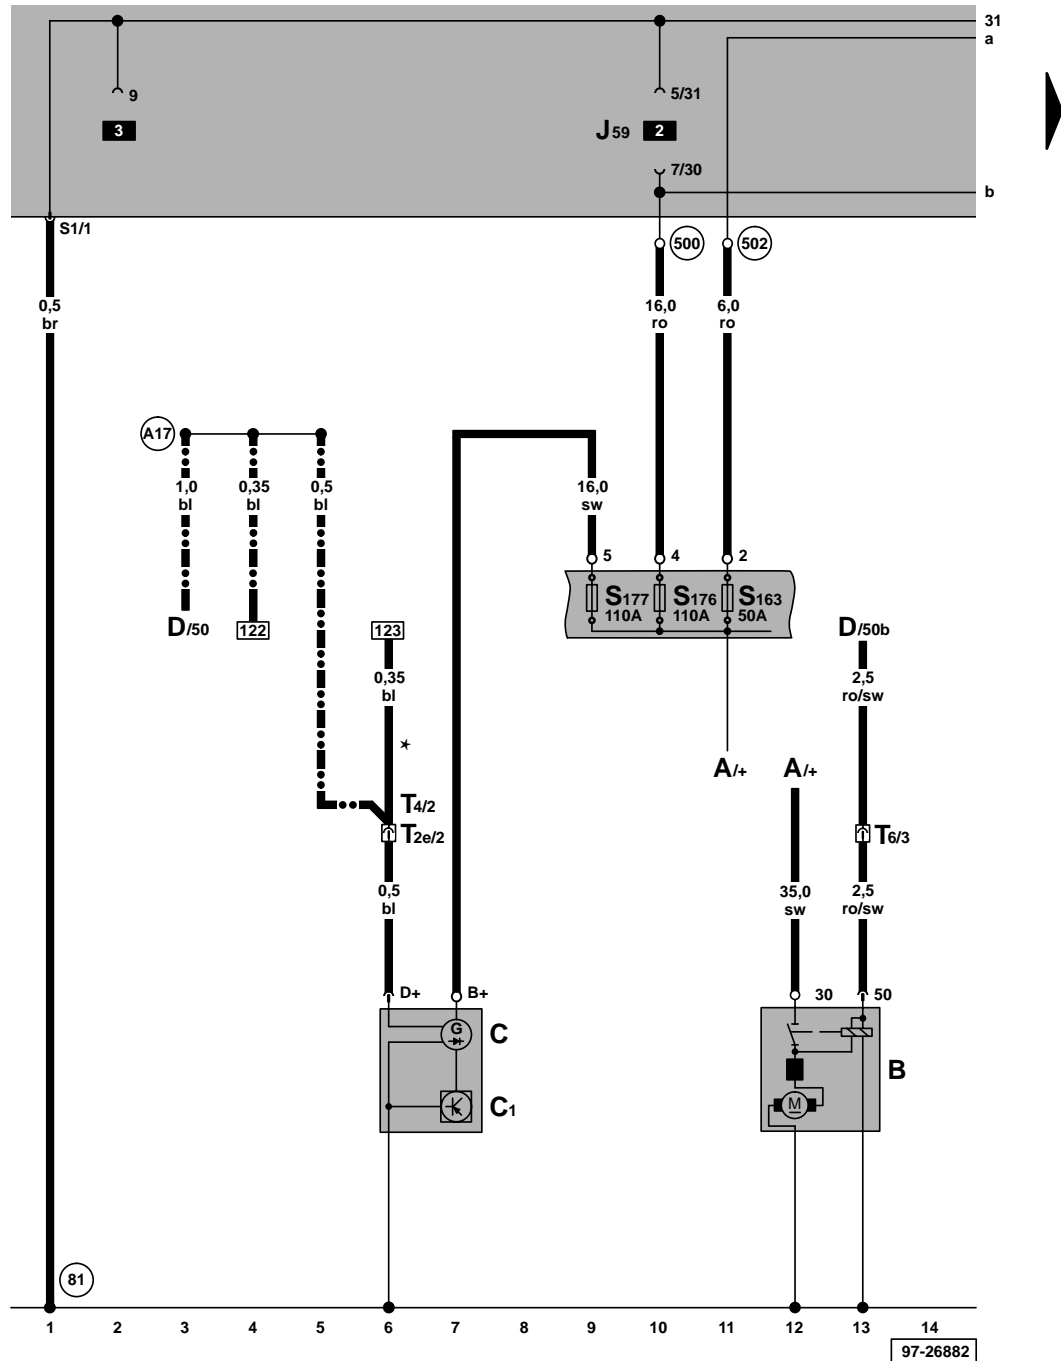 31
a
9
5/31
3
J59 2
7/30
b
S1/1
500 502
0,5
br
16,0
ro
6,0
ro
A17
1,0
bl
0,35
bl
0,5
bl
16,0
sw
5 4 2
S177
110A
S176
110A
S163
50A
D/50
122
123
D/50b
0,35
bl
2,5
ro/sw
A/+ A/+
T4/2
T2e/2
T6/3
0,5
bl
35,0
sw
2,5
ro/sw
D+ B+
30 50
G
C
B
C1
M
81
1 2 3 4 5 6 7 8 9 10 11 12 13 14
97-26882